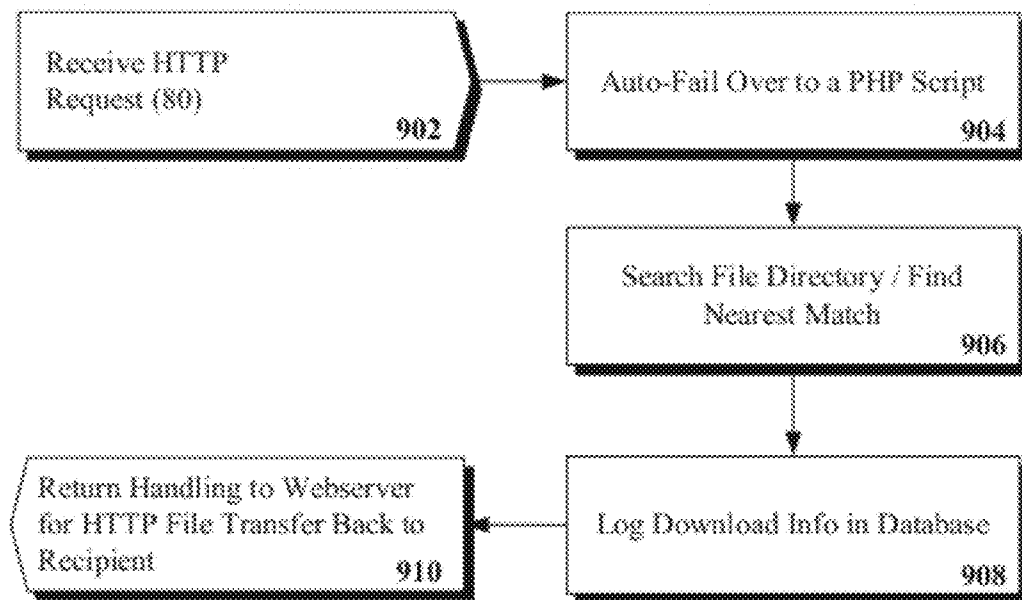 Receive HTTP
Request (80)
902
Auto-Fail Over to a PHP Script
904
Search File Directory / Find
Nearest Match
906
Log Download Info in Database
908
Return Handling to Webserver
for HTTP File Transfer Back to
Recipient
910